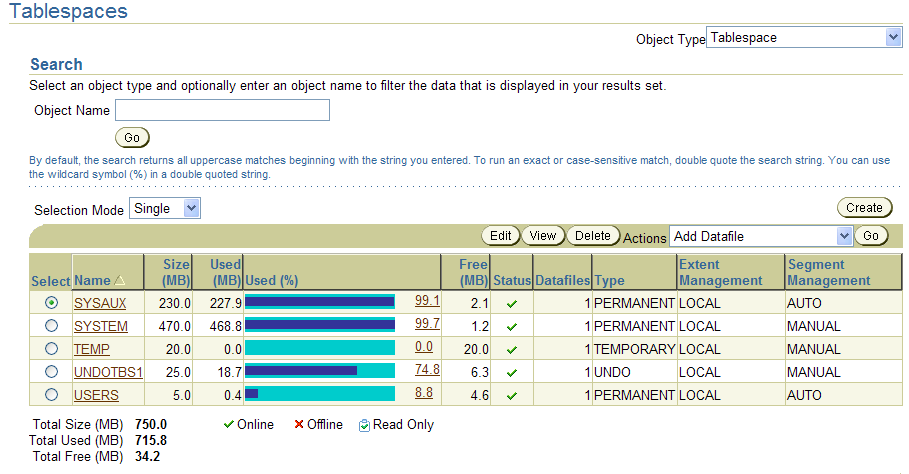 Tablespaces
Object Type Tablespace
Search
Select an object type and optionally enter an object name to filter the data that is displayed in your results set.
Object Name
Go
By default, the search returns all uppercase matches beginning with the string you entered. To run an exact or case-sensitive match, double quote the search string. You can use
the wildcard symbol (%) in a double quoted string.
Selection Mode Single
Create
Edit View Delete Actions Add Datafile Go
Select Name Size (MB) Used (MB) Used (%) Free (MB) Status Datafiles Type Extent Management Segment Management
SYSAUX 230.0 227.9 99.1 2.1 1 PERMANENT LOCAL AUTO
SYSTEM 470.0 468.8 99.7 1.2 1 PERMANENT LOCAL MANUAL
TEMP 20.0 0.0 0.0 20.0 1 TEMPORARY LOCAL MANUAL
UNDOTBS1 25.0 18.7 74.8 6.3 1 UNDO LOCAL MANUAL
USERS 5.0 0.4 8.8 4.6 1 PERMANENT LOCAL AUTO
Total Size (MB) 750.0 Online Offline Read Only
Total Used (MB) 715.8
Total Free (MB) 34.2